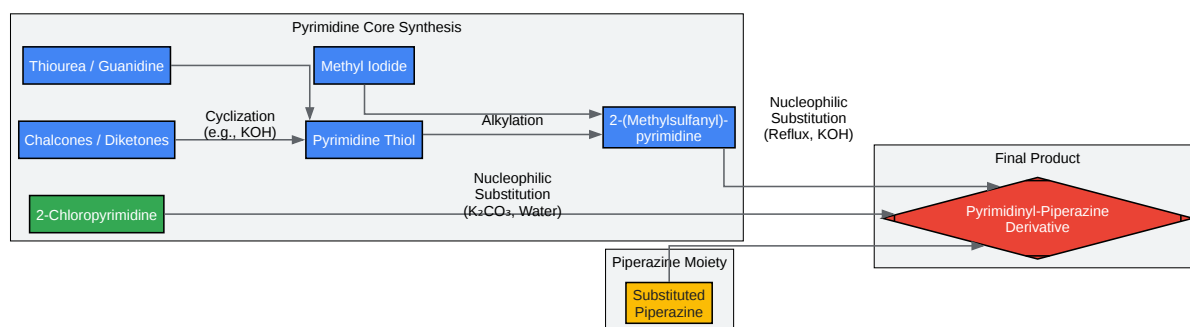 Pyrimidine Core Synthesis
Thiourea / Guanidine
Methyl Iodide
Chalcones / Diketones
Cyclization
(e.g., KOH)
Pyrimidine Thiol
Alkylation
2-(Methylsulfanyl)-
pyrimidine
Nucleophilic
Substitution
(Reflux, KOH)
2-Chloropyrimidine
Nucleophilic
Substitution
(K₂CO₃, Water)
Final Product
Pyrimidinyl-Piperazine
Derivative
Piperazine Moiety
Substituted
Piperazine